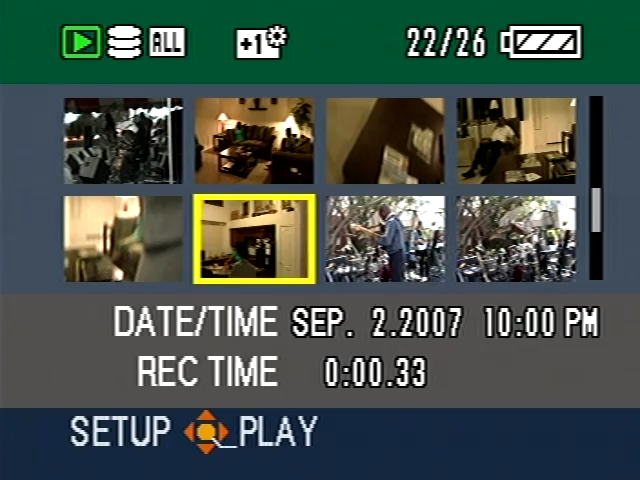 ALL +1 22/26
DATE/TIME SEP. 2.2007 10:00 PM
REC TIME 0:00.33
SETUP PLAY